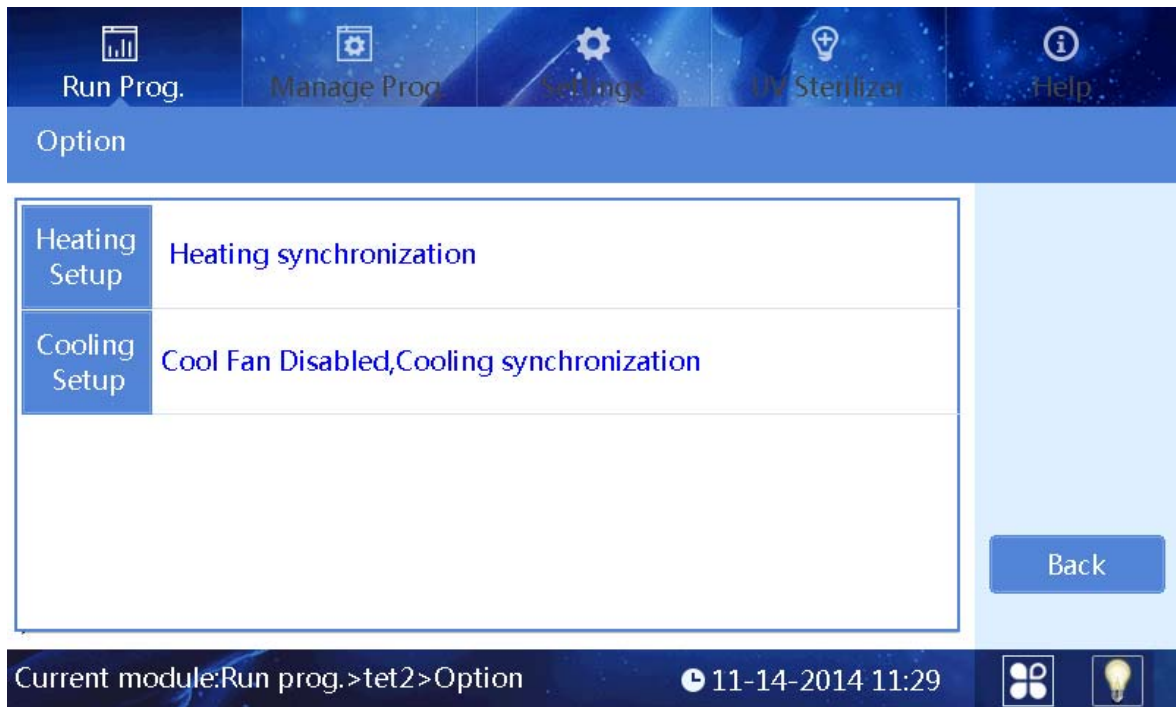 Run Prog.
Manage Prog.
Settings
UV Sterilizer
Help
Option
Heating
Setup
Heating synchronization
Cooling
Setup
Cool Fan Disabled,Cooling synchronization
Back
Current module:Run prog.>tet2>Option
11-14-2014 11:29